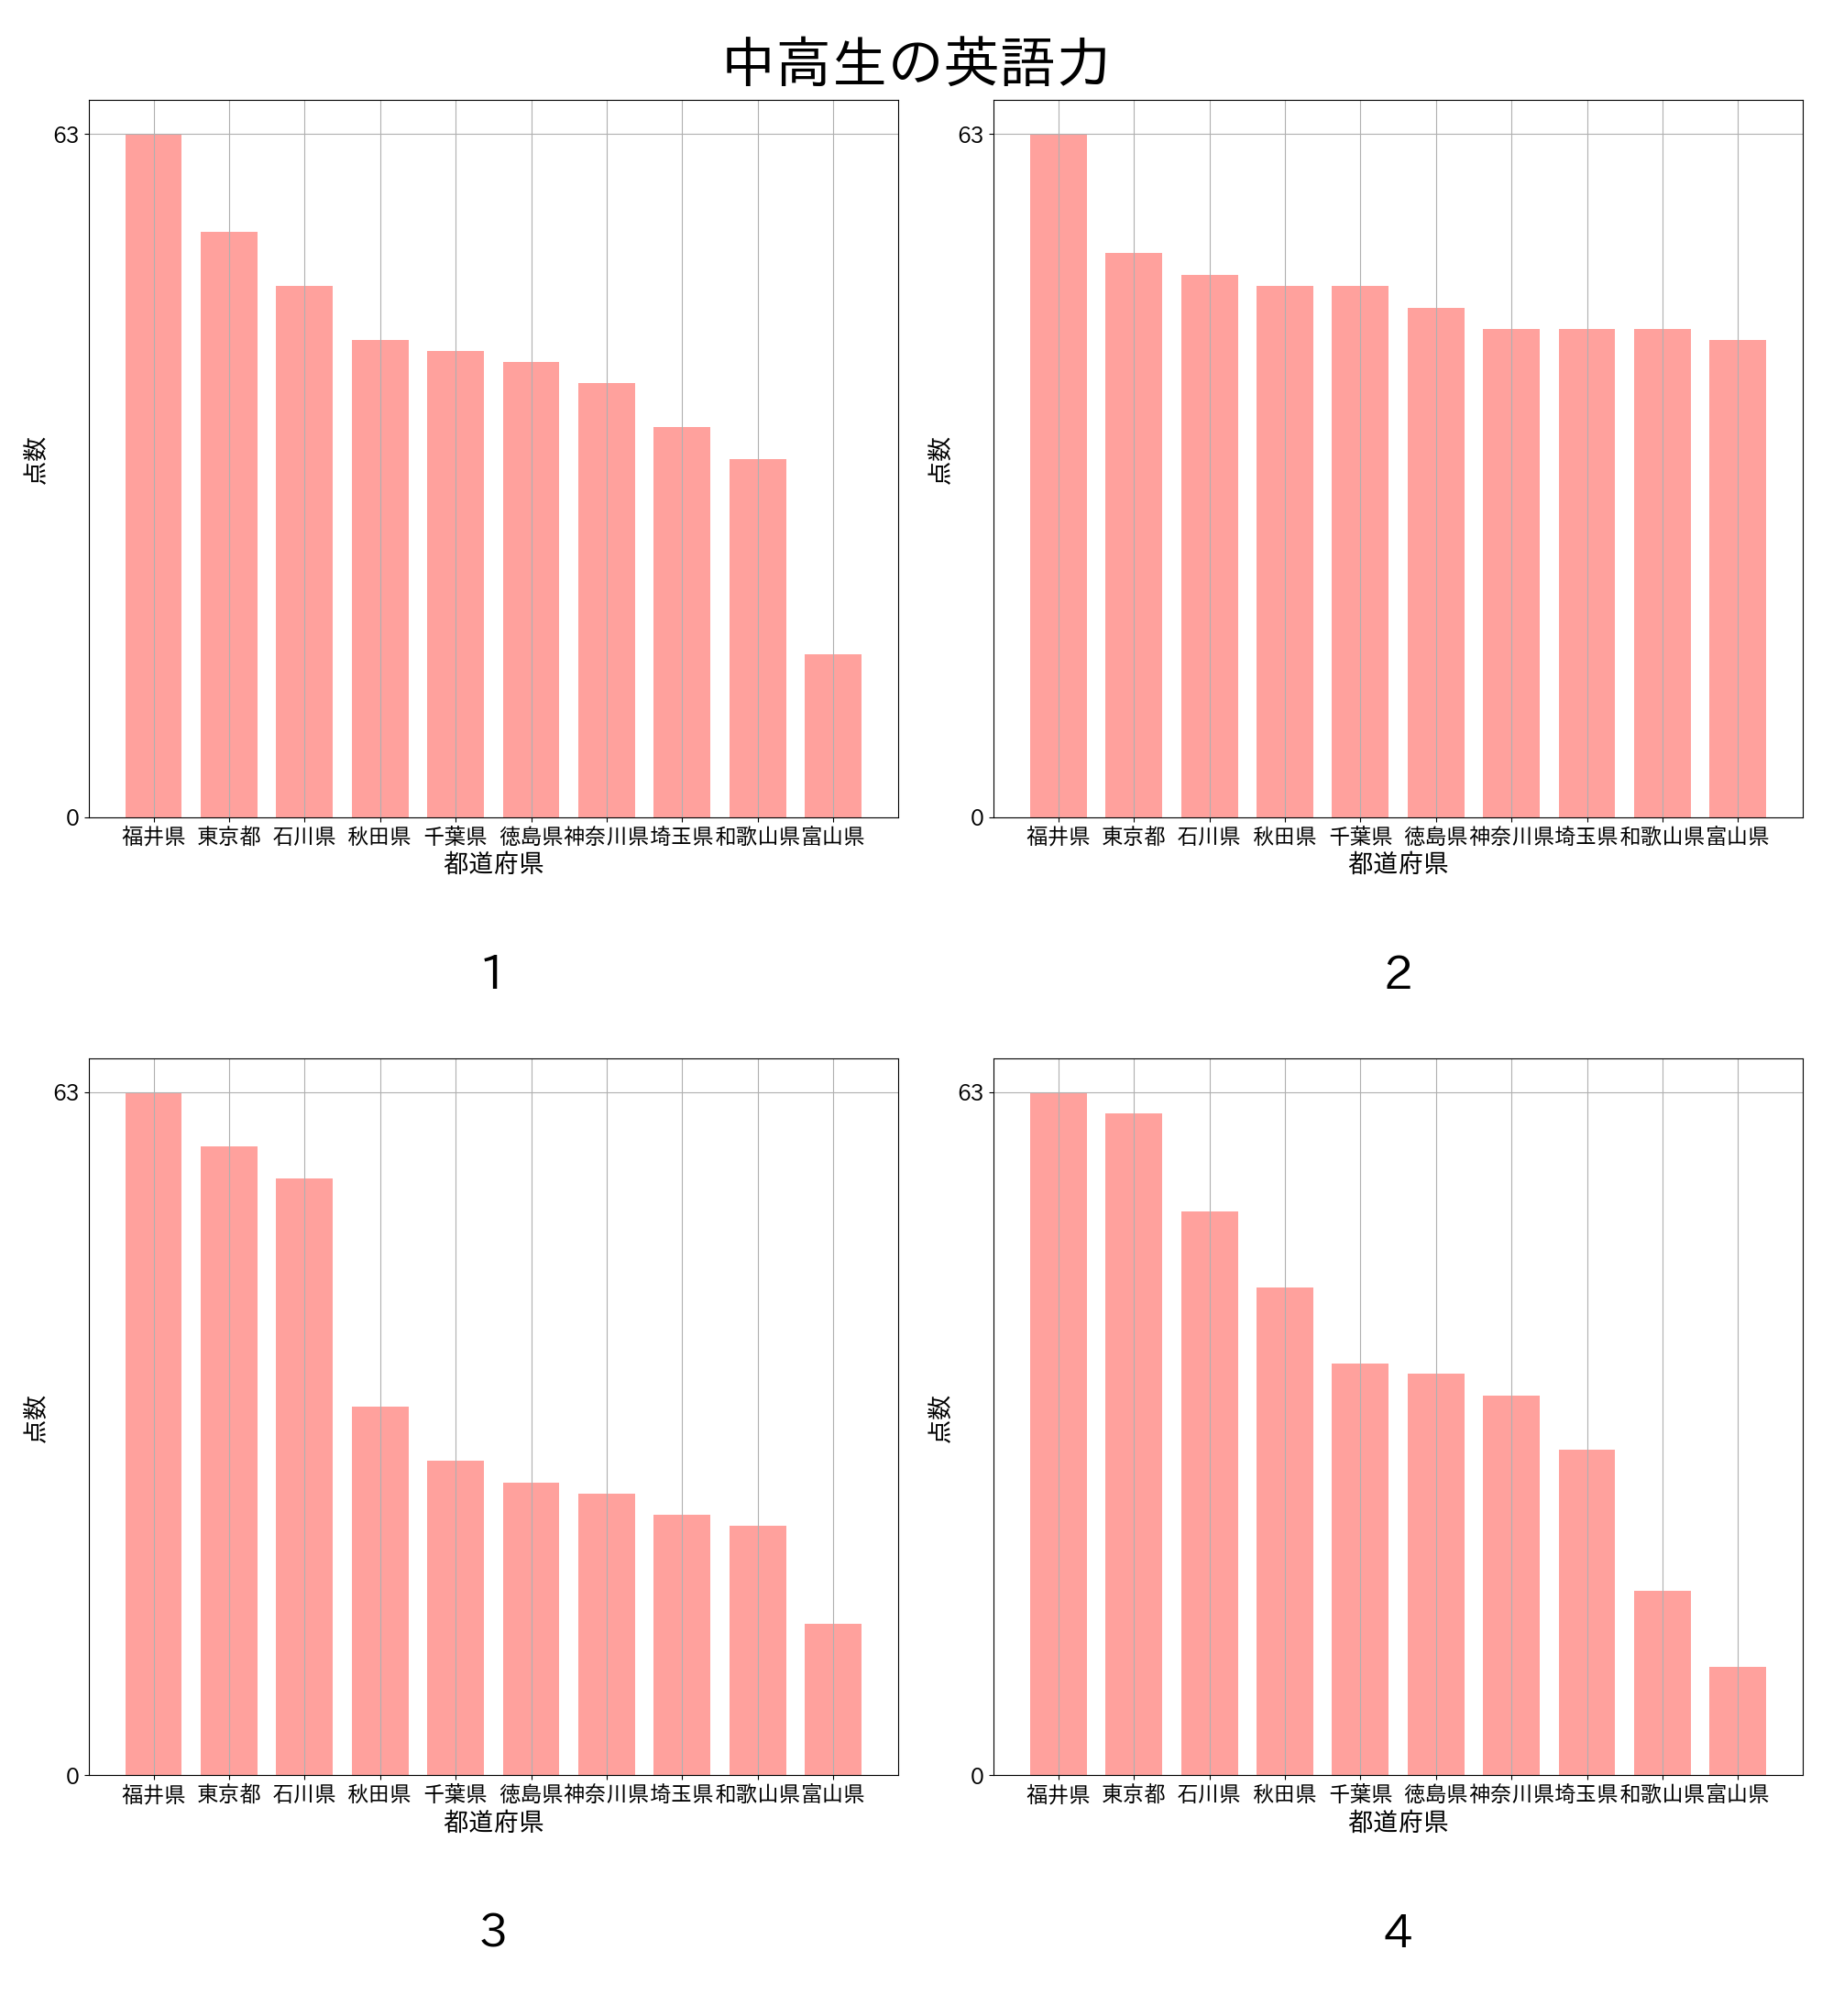 中高生の英語力
63
0
点数
福井県 東京都 石川県 秋田県 千葉県 徳島県 神奈川県 埼玉県 和歌山県 富山県
都道府県
1
63
0
点数
福井県 東京都 石川県 秋田県 千葉県 徳島県 神奈川県 埼玉県 和歌山県 富山県
都道府県
2
63
0
点数
福井県 東京都 石川県 秋田県 千葉県 徳島県 神奈川県 埼玉県 和歌山県 富山県
都道府県
3
63
0
点数
福井県 東京都 石川県 秋田県 千葉県 徳島県 神奈川県 埼玉県 和歌山県 富山県
都道府県
4